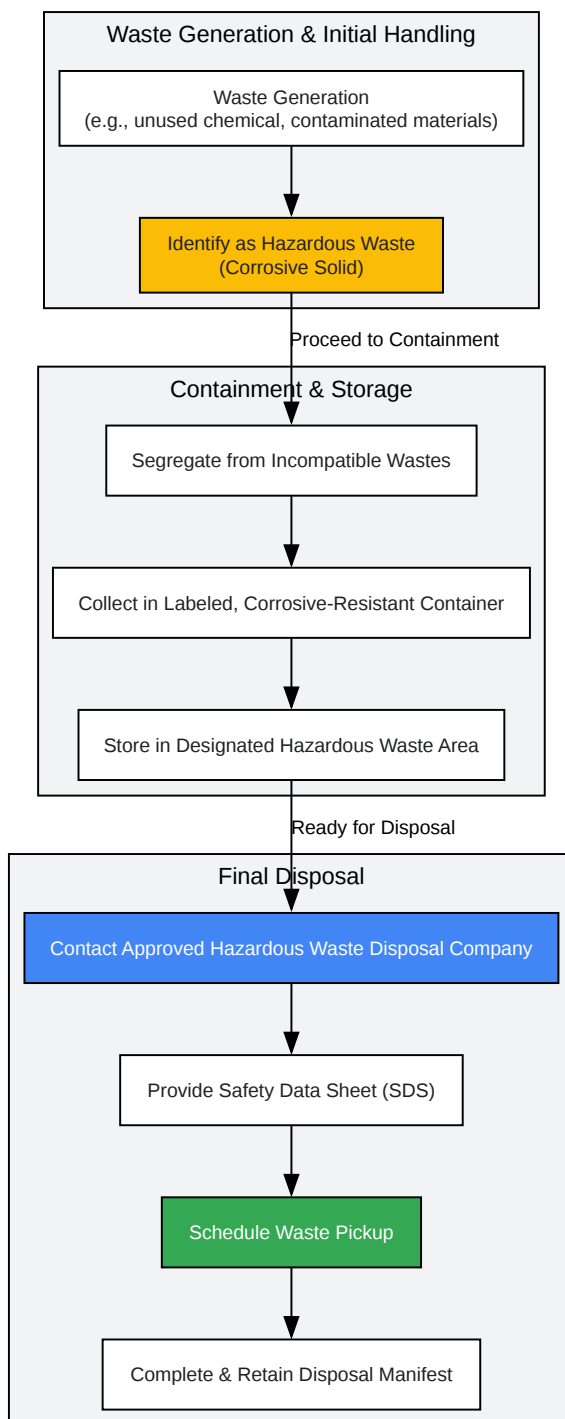 Waste Generation & Initial Handling
Waste Generation
(e.g., unused chemical, contaminated materials)
Identify as Hazardous Waste
(Corrosive Solid)
Proceed to Containment
Containment & Storage
Segregate from Incompatible Wastes
Collect in Labeled, Corrosive-Resistant Container
Store in Designated Hazardous Waste Area
Ready for Disposal
Final Disposal
Contact Approved Hazardous Waste Disposal Company
Provide Safety Data Sheet (SDS)
Schedule Waste Pickup
Complete & Retain Disposal Manifest